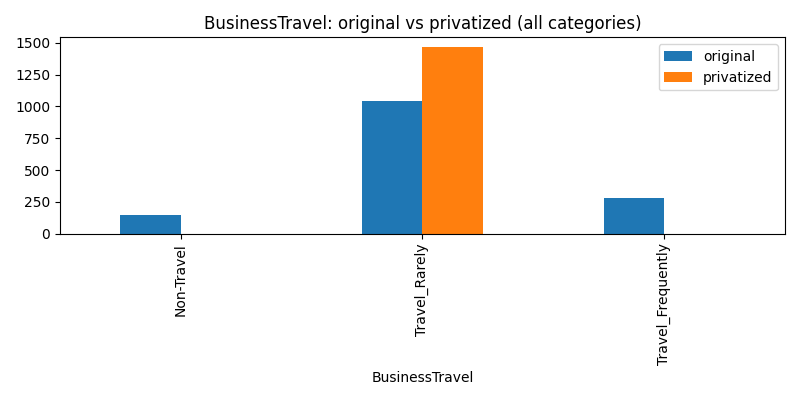 BusinessTravel: original vs privatized (all categories)
1500
1250
1000
750
500
250
0
original
privatized
Non-Travel
Travel_Rarely
Travel_Frequently
BusinessTravel